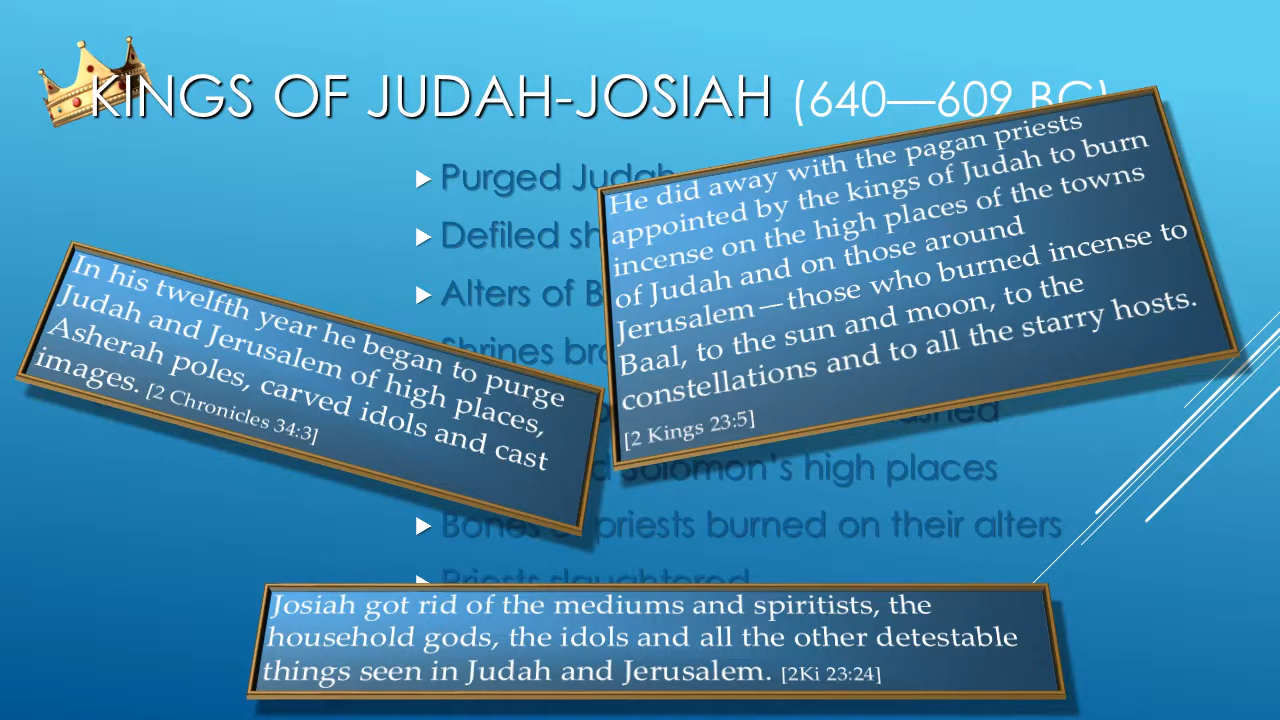 KINGS OF JUDAH-JOSIAH (640—609 BC)
Purged Judah
Defiled
Alters of
Shrines
Solomon's high places
Bones priests burned on their alters
Priests slaughtered
He did away with the pagan priests
appointed by the kings of Judah to burn
incense on the high places of the towns
of Judah and on those around
Jerusalem—those who burned incense to
Baal, to the sun and moon, to the
constellations and to all the starry hosts.
[2 Kings 23:5]
In his twelfth year he began to purge
Judah and Jerusalem of high places,
Asherah poles, carved idols and cast
images. [2 Chronicles 34:3]
Josiah got rid of the mediums and spiritists, the
household gods, the idols and all the other detestable
things seen in Judah and Jerusalem. [2Ki 23:24]